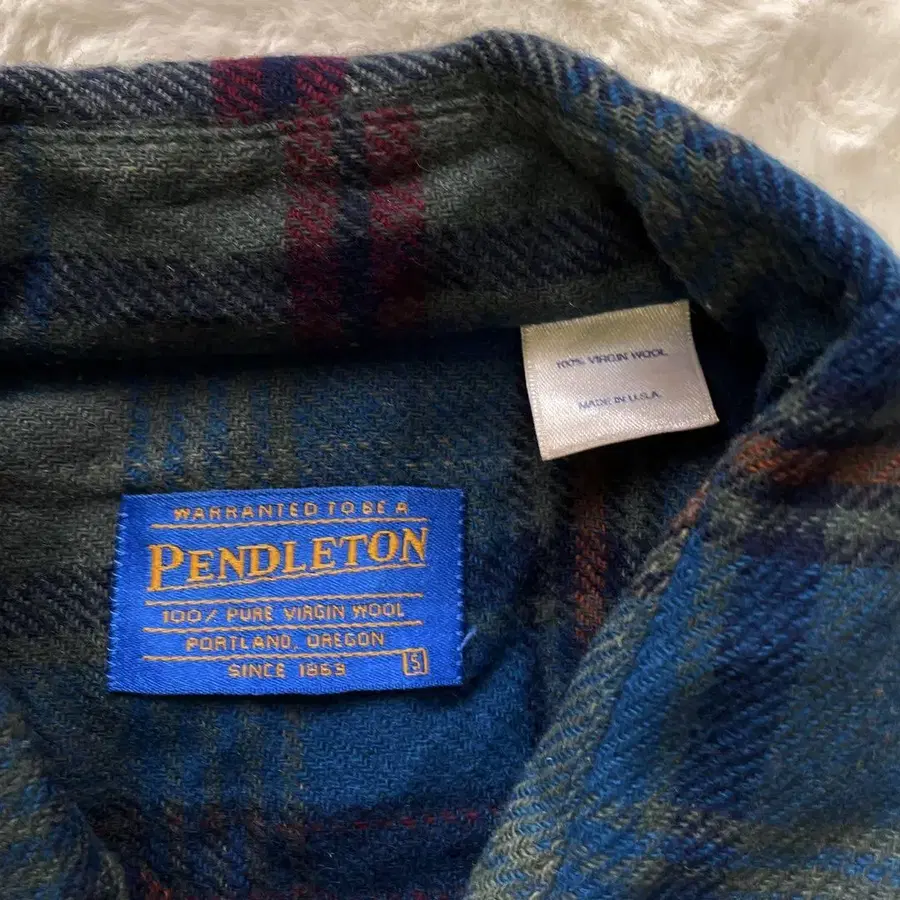 100% VIRGIN WOOL
MADE IN U.S.A.
WARRANTED TO BE A
PENDLETON
100% PURE VIRGIN WOOL
PORTLAND, OREGON
SINCE 1863 S